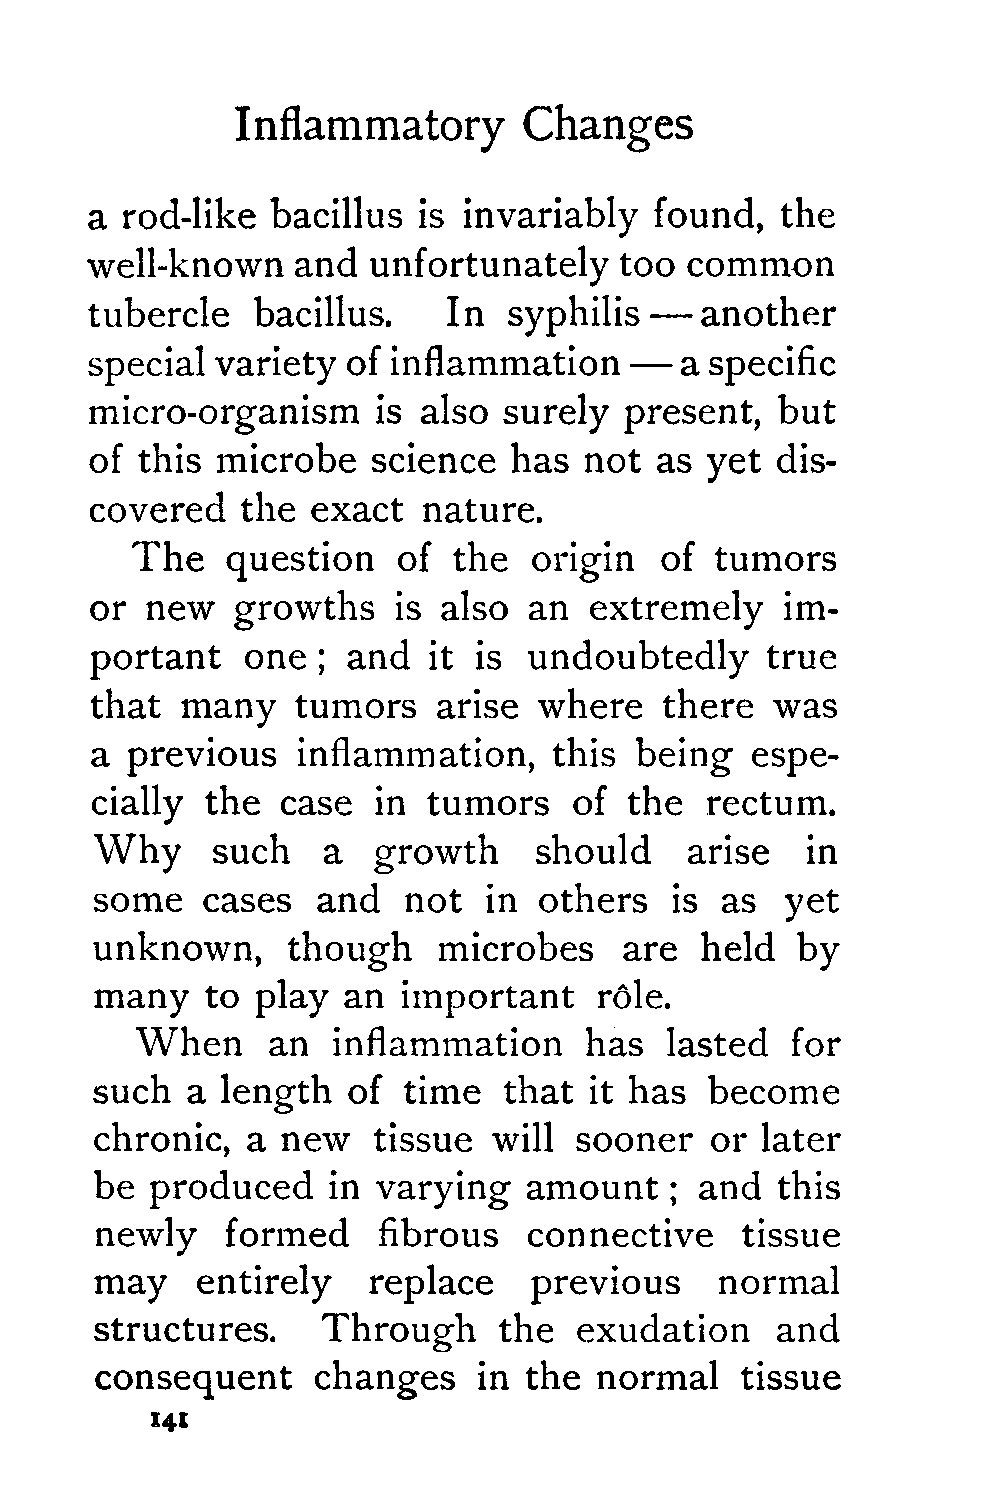 Inflammatory Changes
a rod-like bacillus is invariably found, the
well-known and unfortunately too common
tubercle bacillus. In syphilis — another
special variety of inflammation — a specific
micro-organism is also surely present, but
of this microbe science has not as yet dis-
covered the exact nature.
The question of the origin of tumors
or new growths is also an extremely im-
portant one ; and it is undoubtedly true
that many tumors arise where there was
a previous inflammation, this being espe-
cially the case in tumors of the rectum.
Why such a growth should arise in
some cases and not in others is as yet
unknown, though microbes are held by
many to play an important rôle.
When an inflammation has lasted for
such a length of time that it has become
chronic, a new tissue will sooner or later
be produced in varying amount ; and this
newly formed fibrous connective tissue
may entirely replace previous normal
structures. Through the exudation and
consequent changes in the normal tissue
141